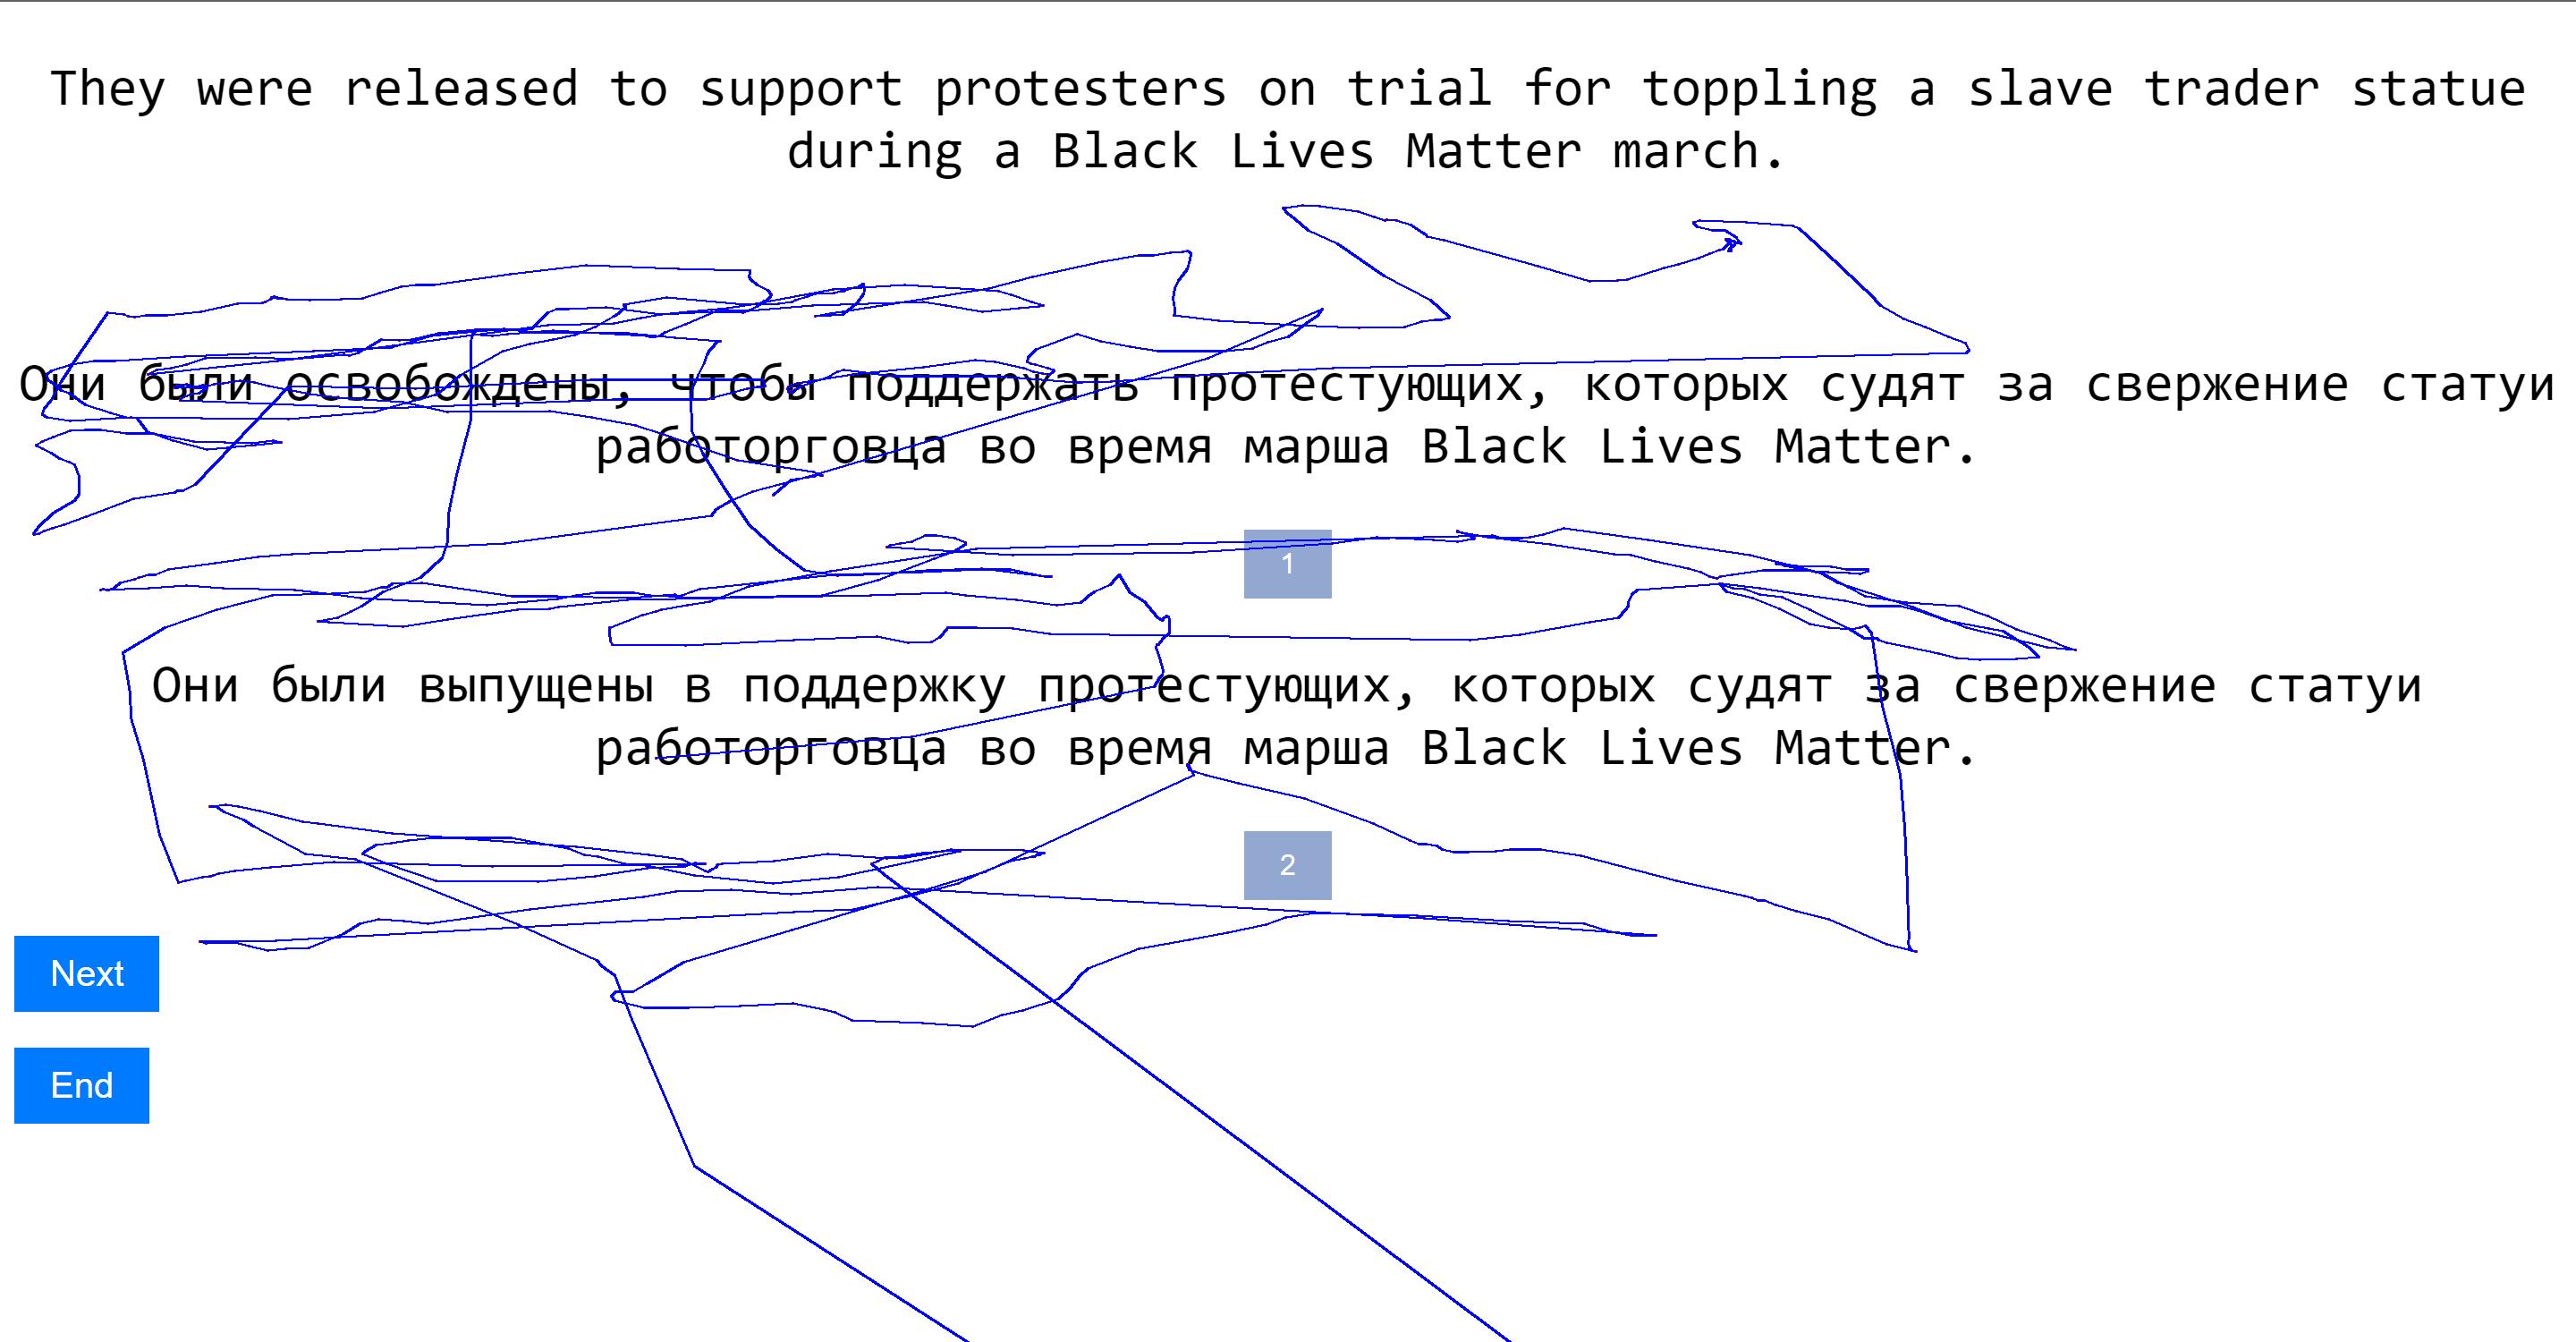 They were released to support protesters on trial for toppling a slave trader statue
during a Black Lives Matter march.
Они были освобождены, чтобы поддержать протестующих, которых судят за свержение статуи
работорговца во время марша Black Lives Matter.
1
Они были выпущены в поддержку протестующих, которых судят за свержение статуи
работорговца во время марша Black Lives Matter.
2
Next
End